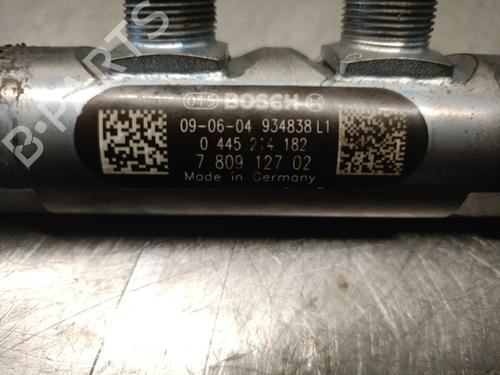 B-PARTS
BOSCH
09-06-04 934838 L1
0 445 214 182
7 809 127 02
Made in Germany